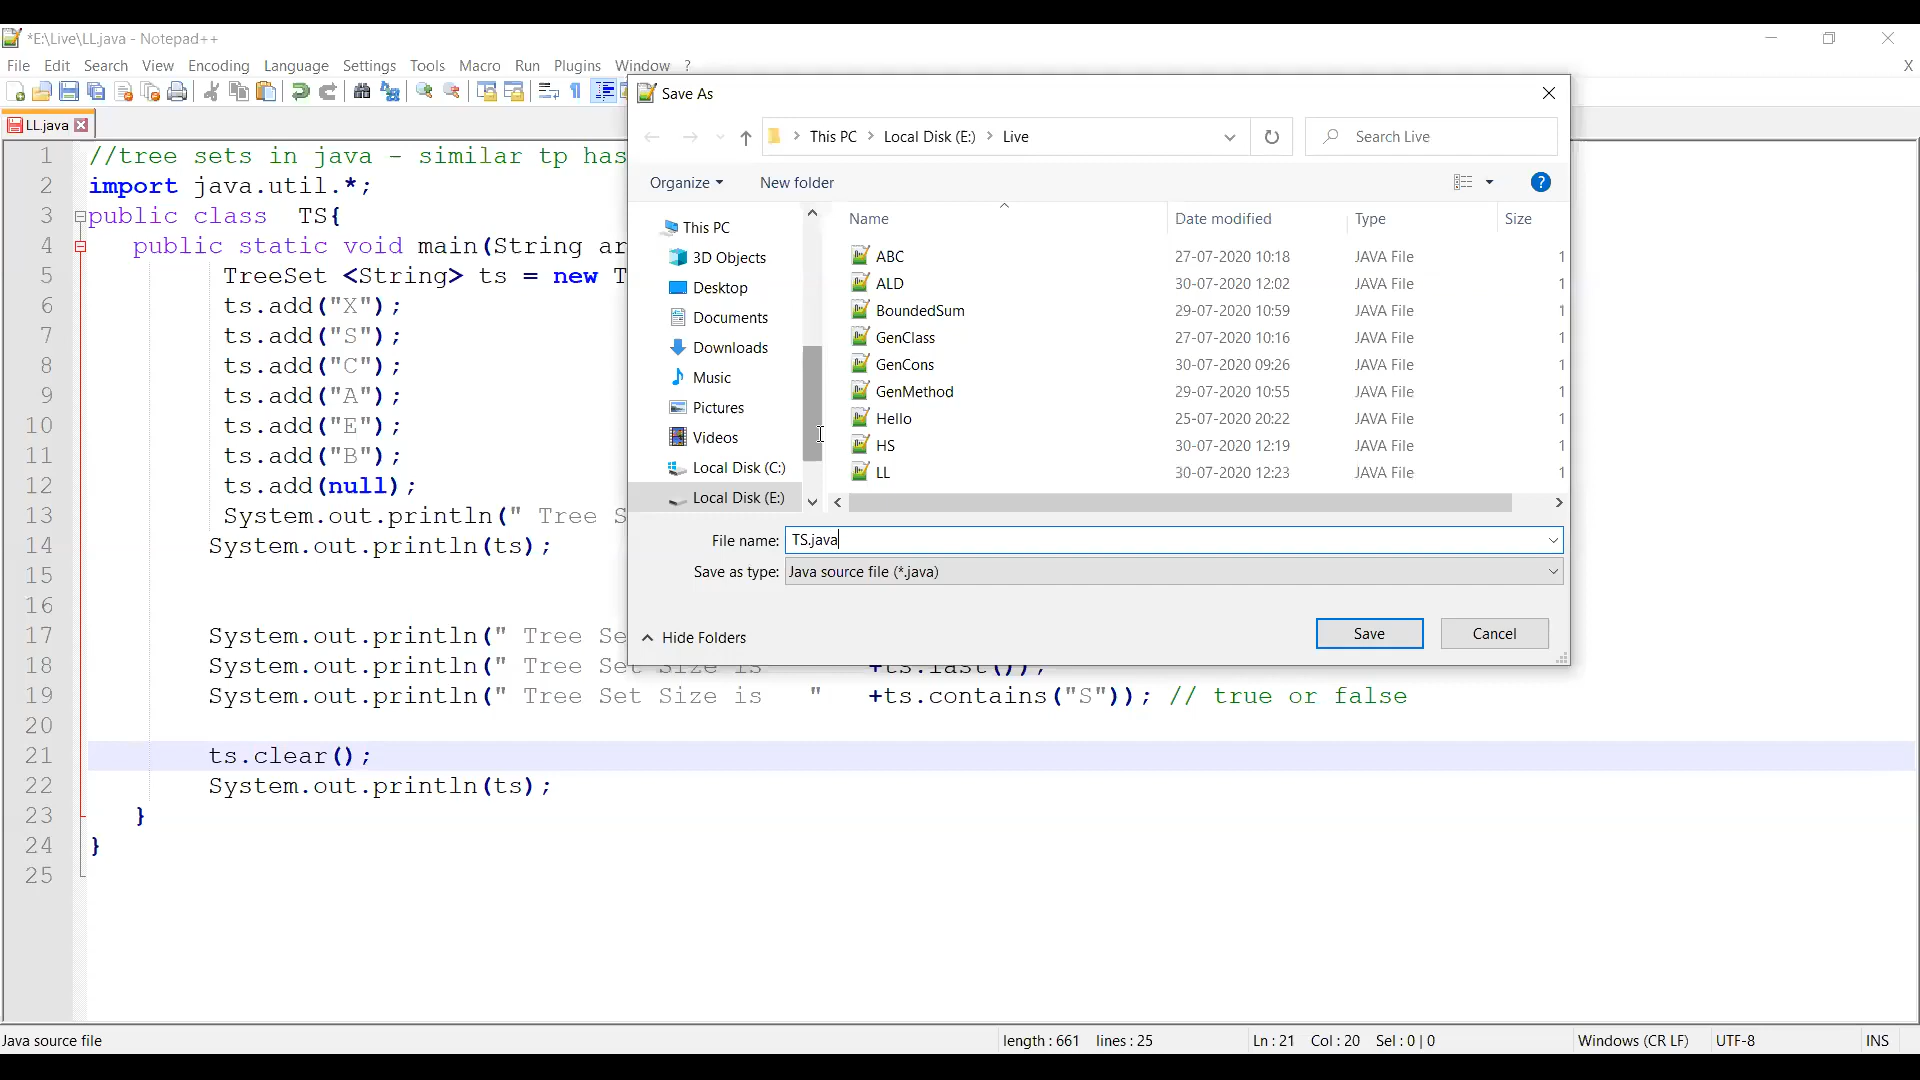 *E:\Live\LL.java - Notepad++
File Edit Search View Encoding Language Settings Tools Macro Run Plugins Window ? X
LL.java
1 //tree sets in java - similar tp has
2 import java.util.*;
3 public class TS{
4 public static void main(String ar
5 TreeSet <String> ts = new T
6 ts.add("X");
7 ts.add("S");
8 ts.add("C");
9 ts.add("A");
10 ts.add("E");
11 ts.add("B");
12 ts.add(null);
13 System.out.println(" Tree S
14 System.out.println(ts);
15
16
17 System.out.println(" Tree Se
18 System.out.println(" Tree Set Size is +ts.last());
19 System.out.println(" Tree Set Size is " +ts.contains("S")); // true or false
20
21 ts.clear();
22 System.out.println(ts);
23 }
24 }
25
Save As
This PC > Local Disk (E:) > Live
Search Live
Organize New folder ?
This PC
3D Objects
Desktop
Documents
Downloads
Music
Pictures
Videos
Local Disk (C:)
Local Disk (E:)
Name Date modified Type Size
ABC 27-07-2020 10:18 JAVA File 1
ALD 30-07-2020 12:02 JAVA File 1
BoundedSum 29-07-2020 10:59 JAVA File 1
GenClass 27-07-2020 10:16 JAVA File 1
GenCons 30-07-2020 09:26 JAVA File 1
GenMethod 29-07-2020 10:55 JAVA File 1
Hello 25-07-2020 20:22 JAVA File 1
HS 30-07-2020 12:19 JAVA File 1
LL 30-07-2020 12:23 JAVA File 1
File name: TS.java
Save as type: Java source file (*.java)
Hide Folders
Save Cancel
Java source file length : 661 lines : 25 Ln : 21 Col : 20 Sel : 0 | 0 Windows (CR LF) UTF-8 INS